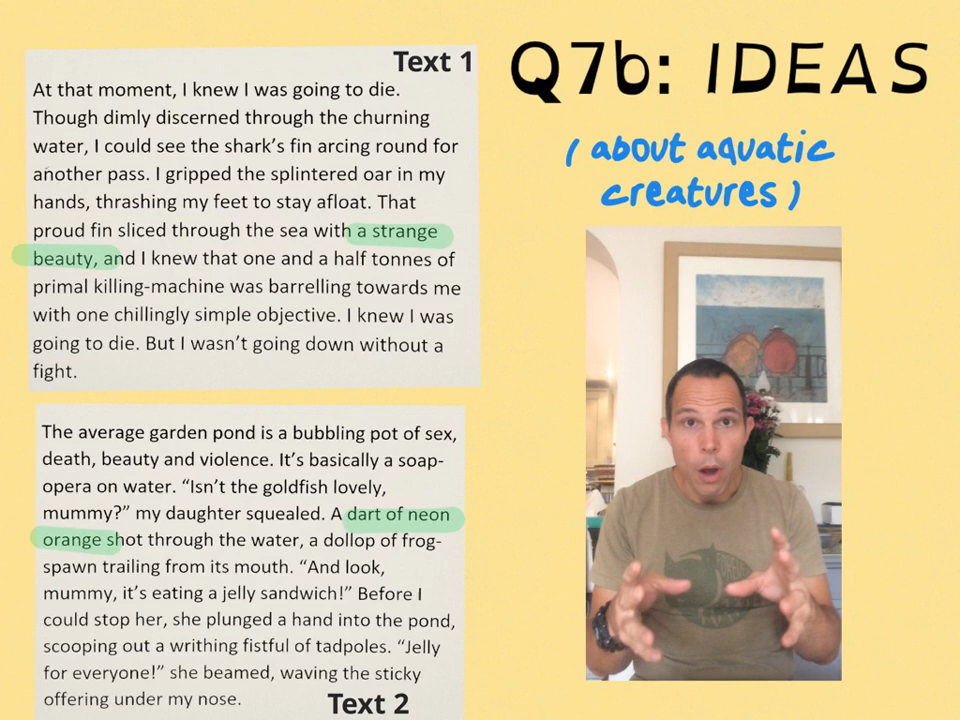 Text 1
At that moment, I knew I was going to die.
Though dimly discerned through the churning
water, I could see the shark's fin arcing round for
another pass. I gripped the splintered oar in my
hands, thrashing my feet to stay afloat. That
proud fin sliced through the sea with a strange
beauty, and I knew that one and a half tonnes of
primal killing-machine was barrelling towards me
with one chillingly simple objective. I knew I was
going to die. But I wasn't going down without a
fight.
The average garden pond is a bubbling pot of sex,
death, beauty and violence. It's basically a soap-
opera on water. “Isn't the goldfish lovely,
mummy?” my daughter squealed. A dart of neon
orange shot through the water, a dollop of frog-
spawn trailing from its mouth. “And look,
mummy, it's eating a jelly sandwich!” Before I
could stop her, she plunged a hand into the pond,
scooping out a writhing fistful of tadpoles. “Jelly
for everyone!” she beamed, waving the sticky
offering under my nose.
Text 2
Q7b: IDEAS
(about aquatic
creatures)